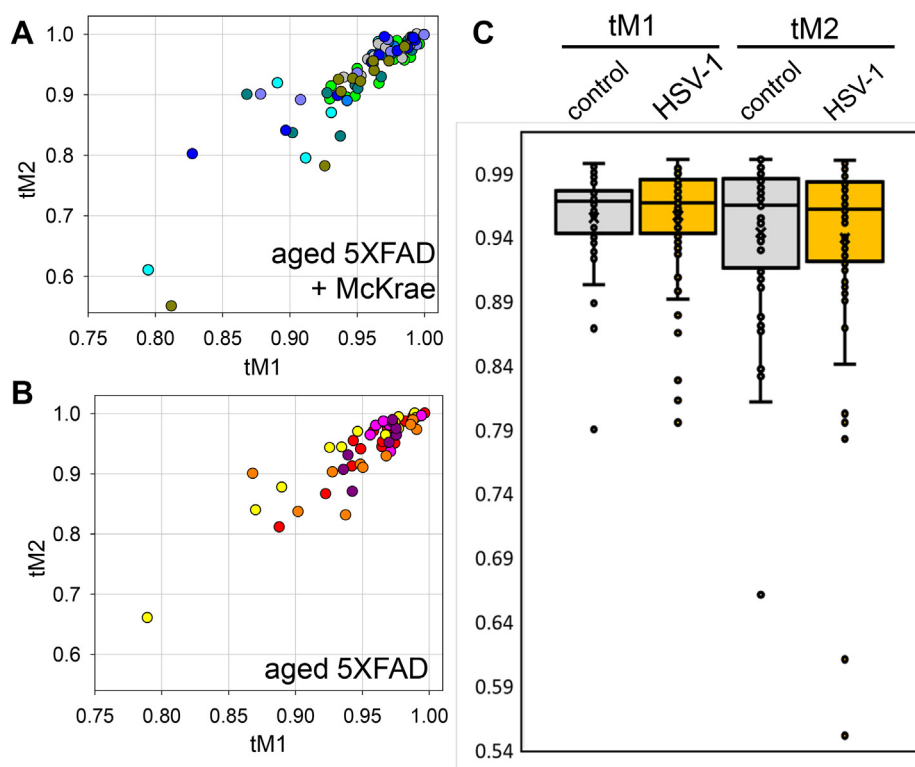 A
1.0
0.9
0.8
0.7
0.6
tM2
aged 5XFAD
+ McKrae
0.75 0.80 0.85 0.90 0.95 1.00
tM1
B
1.0
0.9
0.8
0.7
0.6
tM2
aged 5XFAD
0.75 0.80 0.85 0.90 0.95 1.00
tM1
C
tM1 tM2
control HSV-1 control HSV-1
0.99
0.94
0.89
0.84
0.79
0.74
0.69
0.64
0.59
0.54